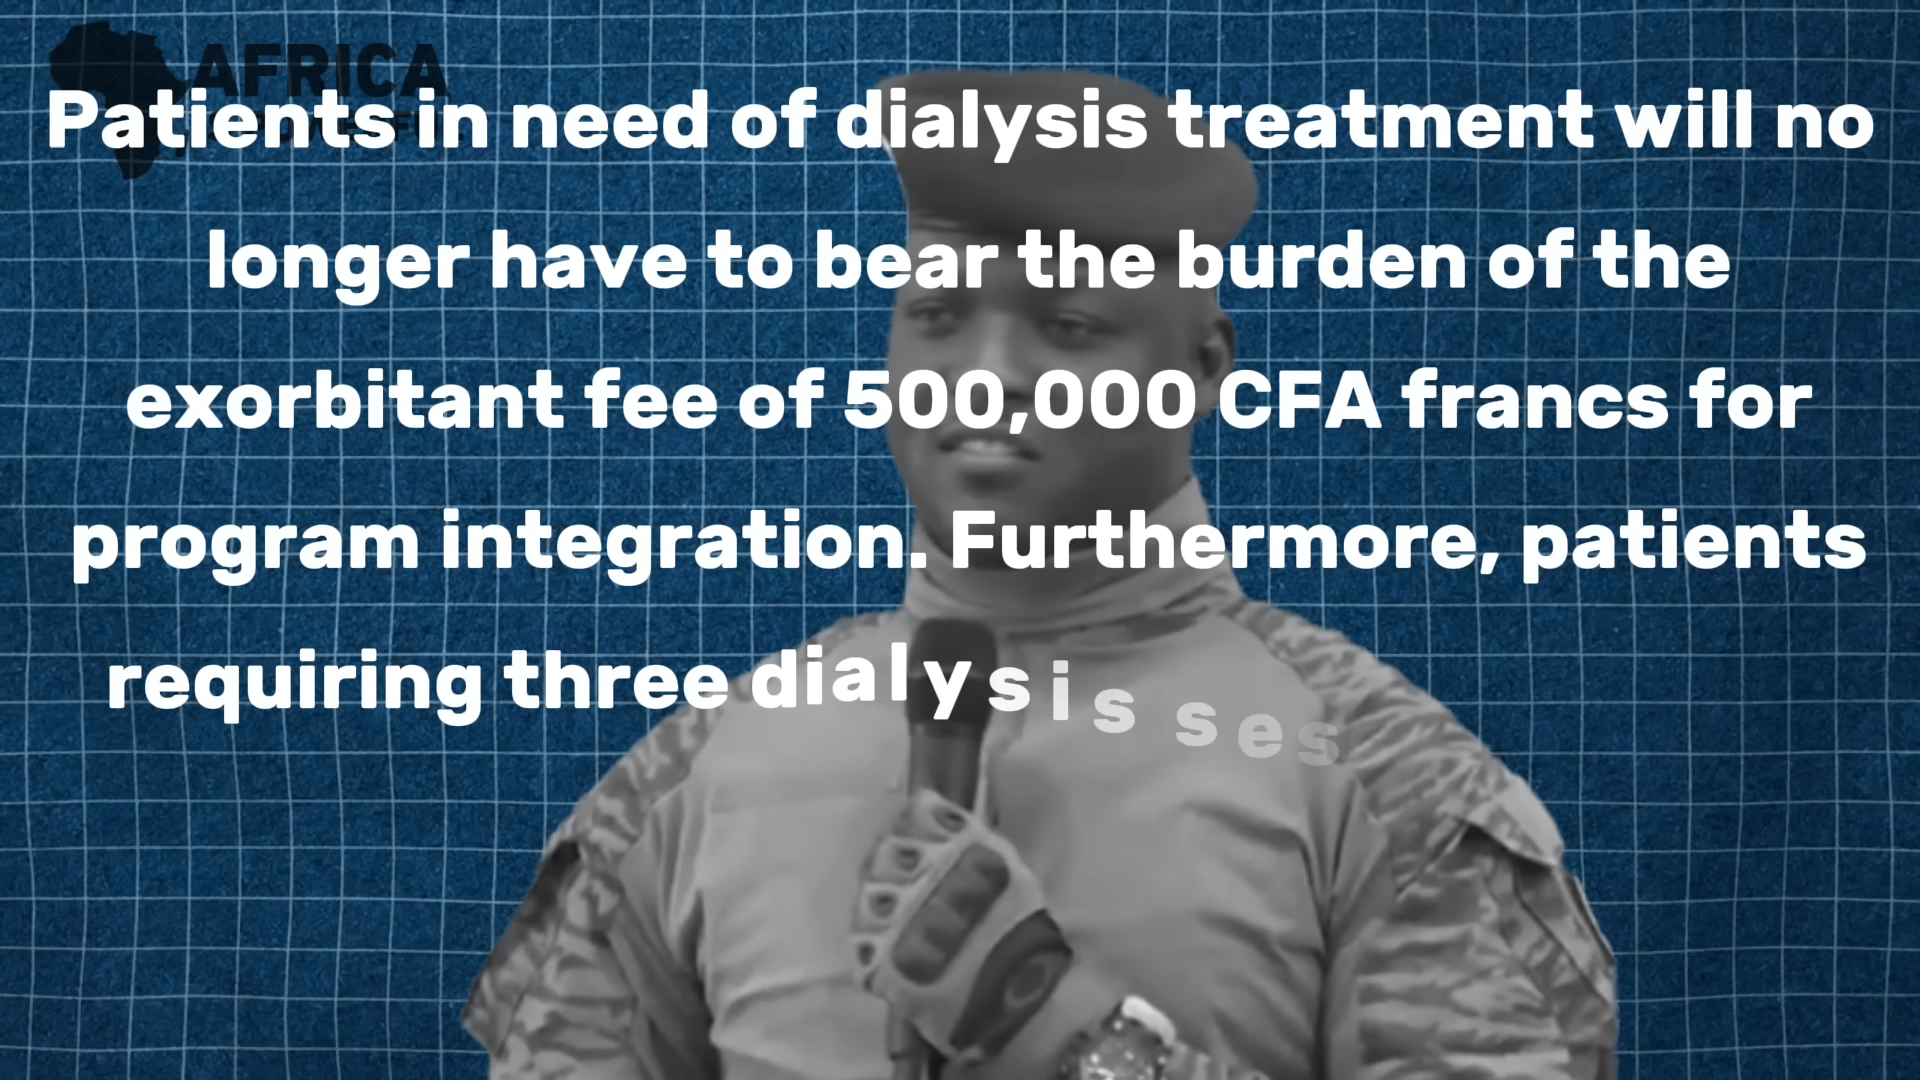 AFRICA
Patients in need of dialysis treatment will no
longer have to bear the burden of the
exorbitant fee of 500,000 CFA francs for
program integration. Furthermore, patients
requiring three dialysis ses